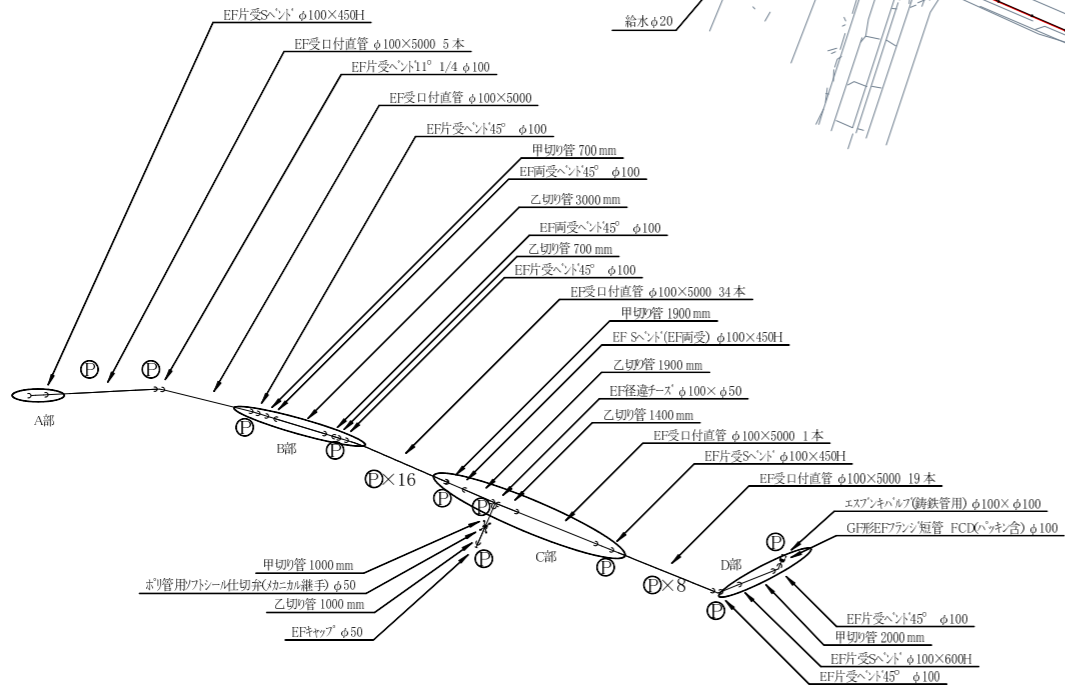 EF片受Sベンド φ100×450H
給水φ20
EF受口付直管 φ100×5000 5本
EF片受ベンド11° 1/4 φ100
EF受口付直管 φ100×5000
EF片受ベンド45° φ100
甲切り管 700mm
EF両受ベンド45° φ100
乙切り管 3000mm
EF両受ベンド45° φ100
乙切り管 700mm
EF片受ベンド45° φ100
EF受口付直管 φ100×5000 34本
甲切り管 1900mm
EF Sベンド(EF両受) φ100×450H
乙切り管 1900mm
EF径違チーズ φ100×φ50
乙切り管 1400mm
EF受口付直管 φ100×5000 1本
EF片受Sベンド φ100×450H
EF受口付直管 φ100×5000 19本
エスプンキバルブ(鋳鉄管用) φ100×φ100
GF形EFフランジ短管 FCD(パッキン含) φ100
Ⓟ
Ⓟ
A部
Ⓟ
B部
Ⓟ
Ⓟ×16
Ⓟ
Ⓟ
C部
Ⓟ
Ⓟ
Ⓟ×8
D部
Ⓟ
Ⓟ
甲切り管 1000mm
ポリ管用ソフトシール仕切弁(メカニカル継手) φ50
乙切り管 1000mm
EFキャップ φ50
EF片受ベンド45° φ100
甲切り管 2000mm
EF片受Sベンド φ100×600H
EF片受ベンド45° φ100